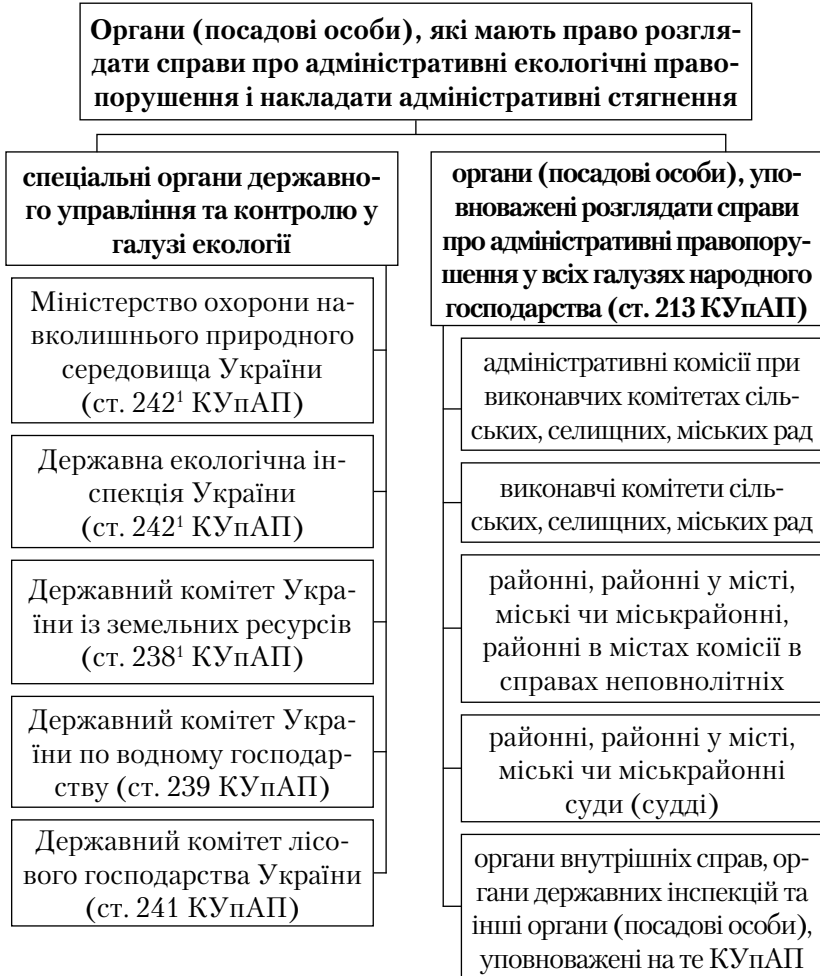 Органи (посадові особи), які мають право розгля-
дати справи про адміністративні екологічні право-
порушення і накладати адміністративні стягнення
спеціальні органи державно-
го управління та контролю у
галузі екології
Міністерство охорони на-
вколишнього природного
середовища України
(ст. 242¹ КУпАП)
Державна екологічна ін-
спекція України
(ст. 242¹ КУпАП)
Державний комітет Укра-
їни із земельних ресурсів
(ст. 238¹ КУпАП)
Державний комітет Укра-
їни по водному господар-
ству (ст. 239 КУпАП)
Державний комітет лісо-
вого господарства України
(ст. 241 КУпАП)
органи (посадові особи), упо-
вноважені розглядати справи
про адміністративні правопору-
шення у всіх галузях народного
господарства (ст. 213 КУпАП)
адміністративні комісії при
виконавчих комітетах сіль-
ських, селищних, міських рад
виконавчі комітети сіль-
ських, селищних, міських рад
районні, районні у місті,
міські чи міськрайонні,
районні в містах комісії в
справах неповнолітніх
районні, районні у місті,
міські чи міськрайонні
суди (судді)
органи внутрішніх справ, ор-
гани державних інспекцій та
інші органи (посадові особи),
уповноважені на те КУпАП